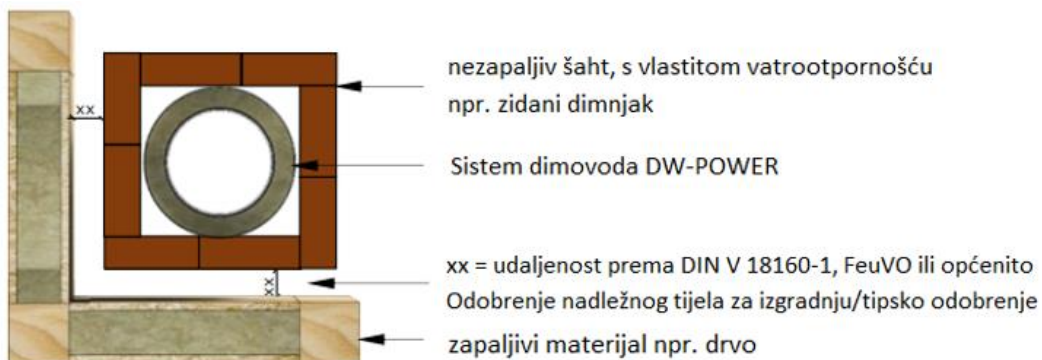 nezapaljiv šaht, s vlastitom vatrootpornošću
npr. zidani dimnjak
xx
Sistem dimovoda DW-POWER
xx = udaljenost prema DIN V 18160-1, FeuVO ili općenito
xx
Odobrenje nadležnog tijela za izgradnju/tipsko odobrenje
zapaljivi materijal npr. drvo